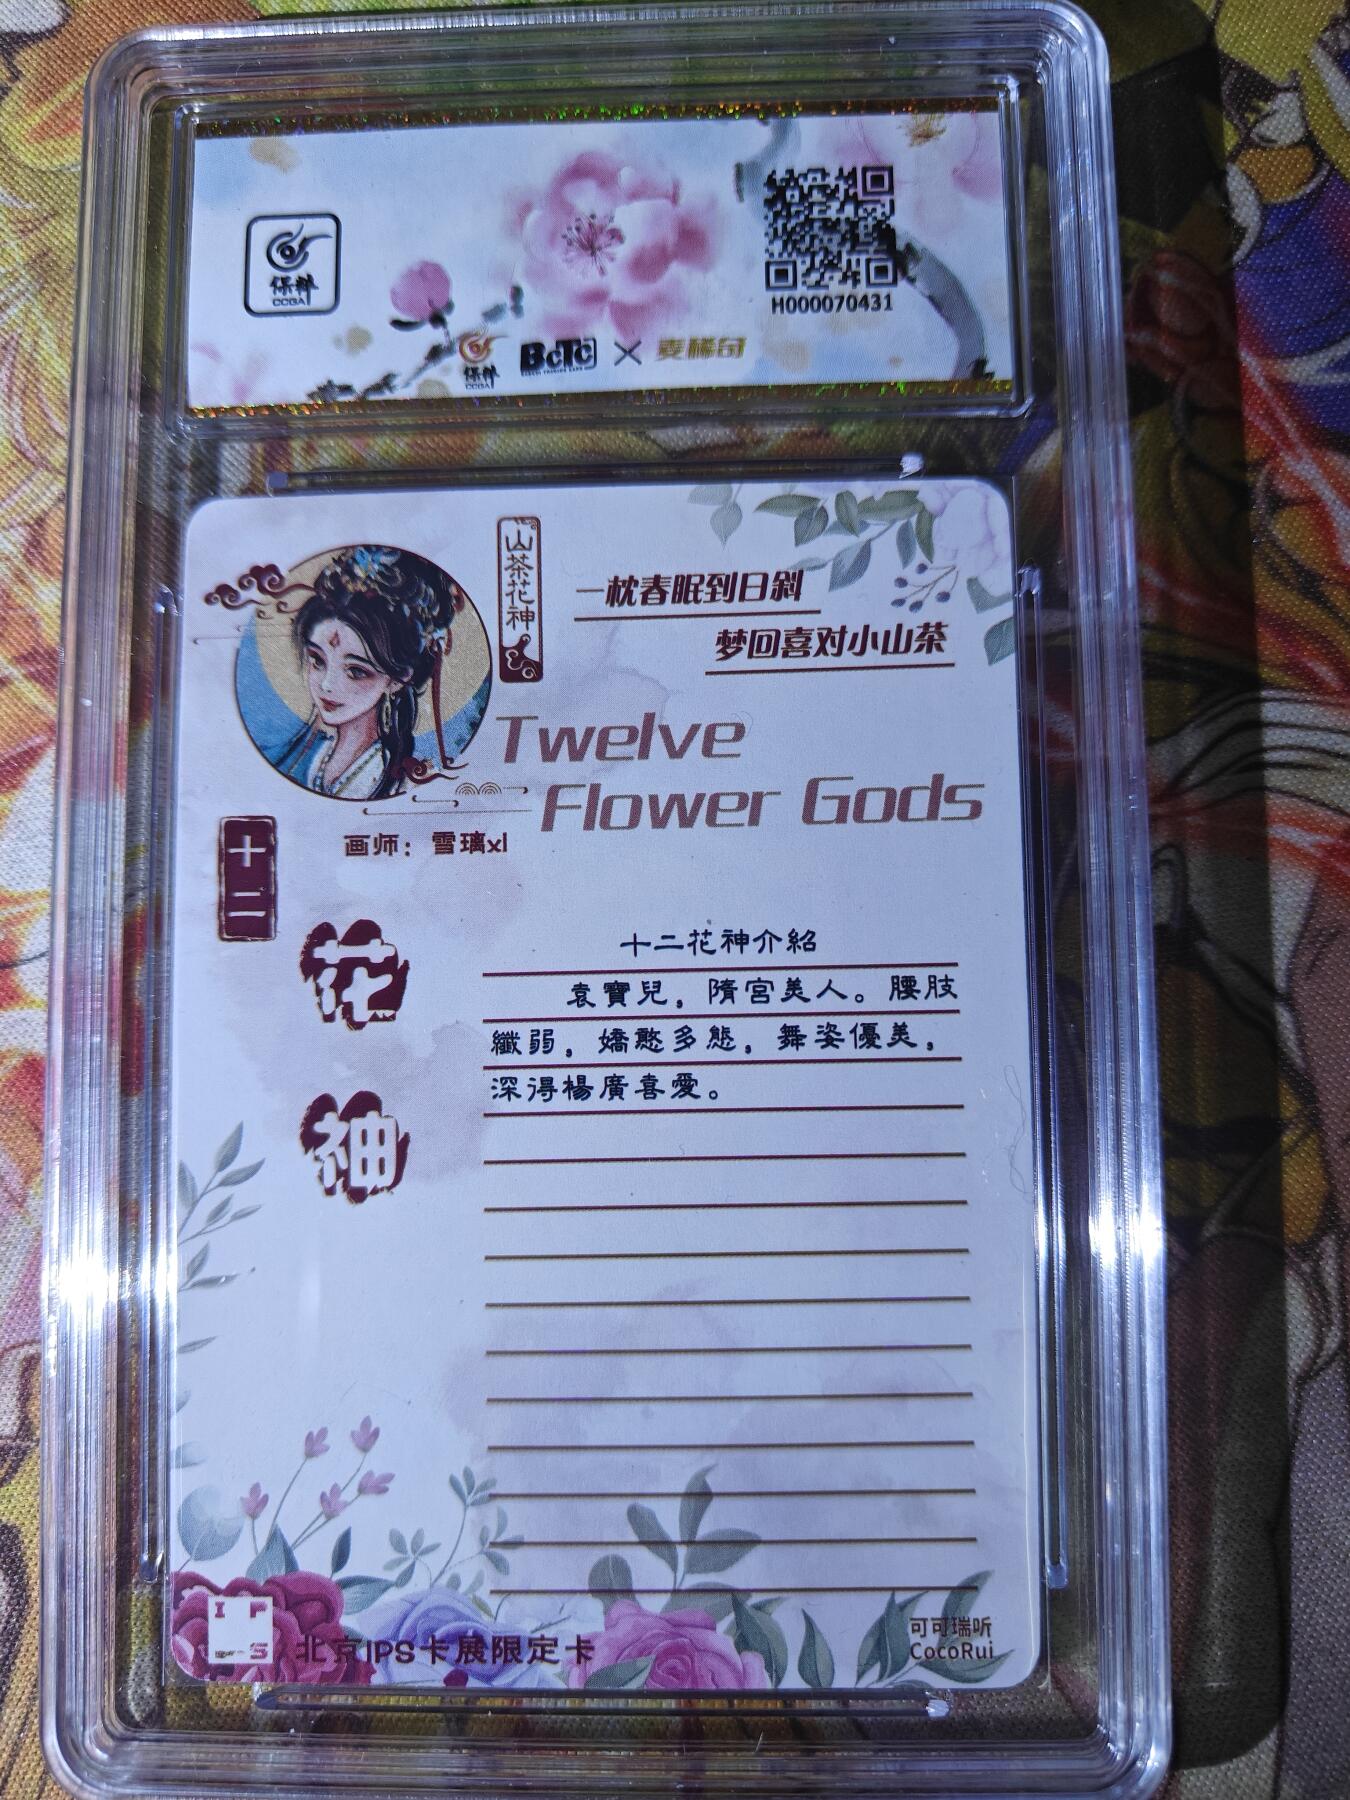 保粹
CCGA
H000070431
保粹
CCGA
BCTC × 麦稀奇
山茶花神
一枕春眠到日斜
梦回喜对小山茶
Twelve
Flower Gods
画师：雪璃xl
十二
花神
十二花神介紹
袁寶兒，隋宮美人。腰肢
纖弱，嬌憨多態，舞姿優美，
深得楊廣喜愛。
IPS
北京IPS卡展限定卡
可可瑞听
CocoRui